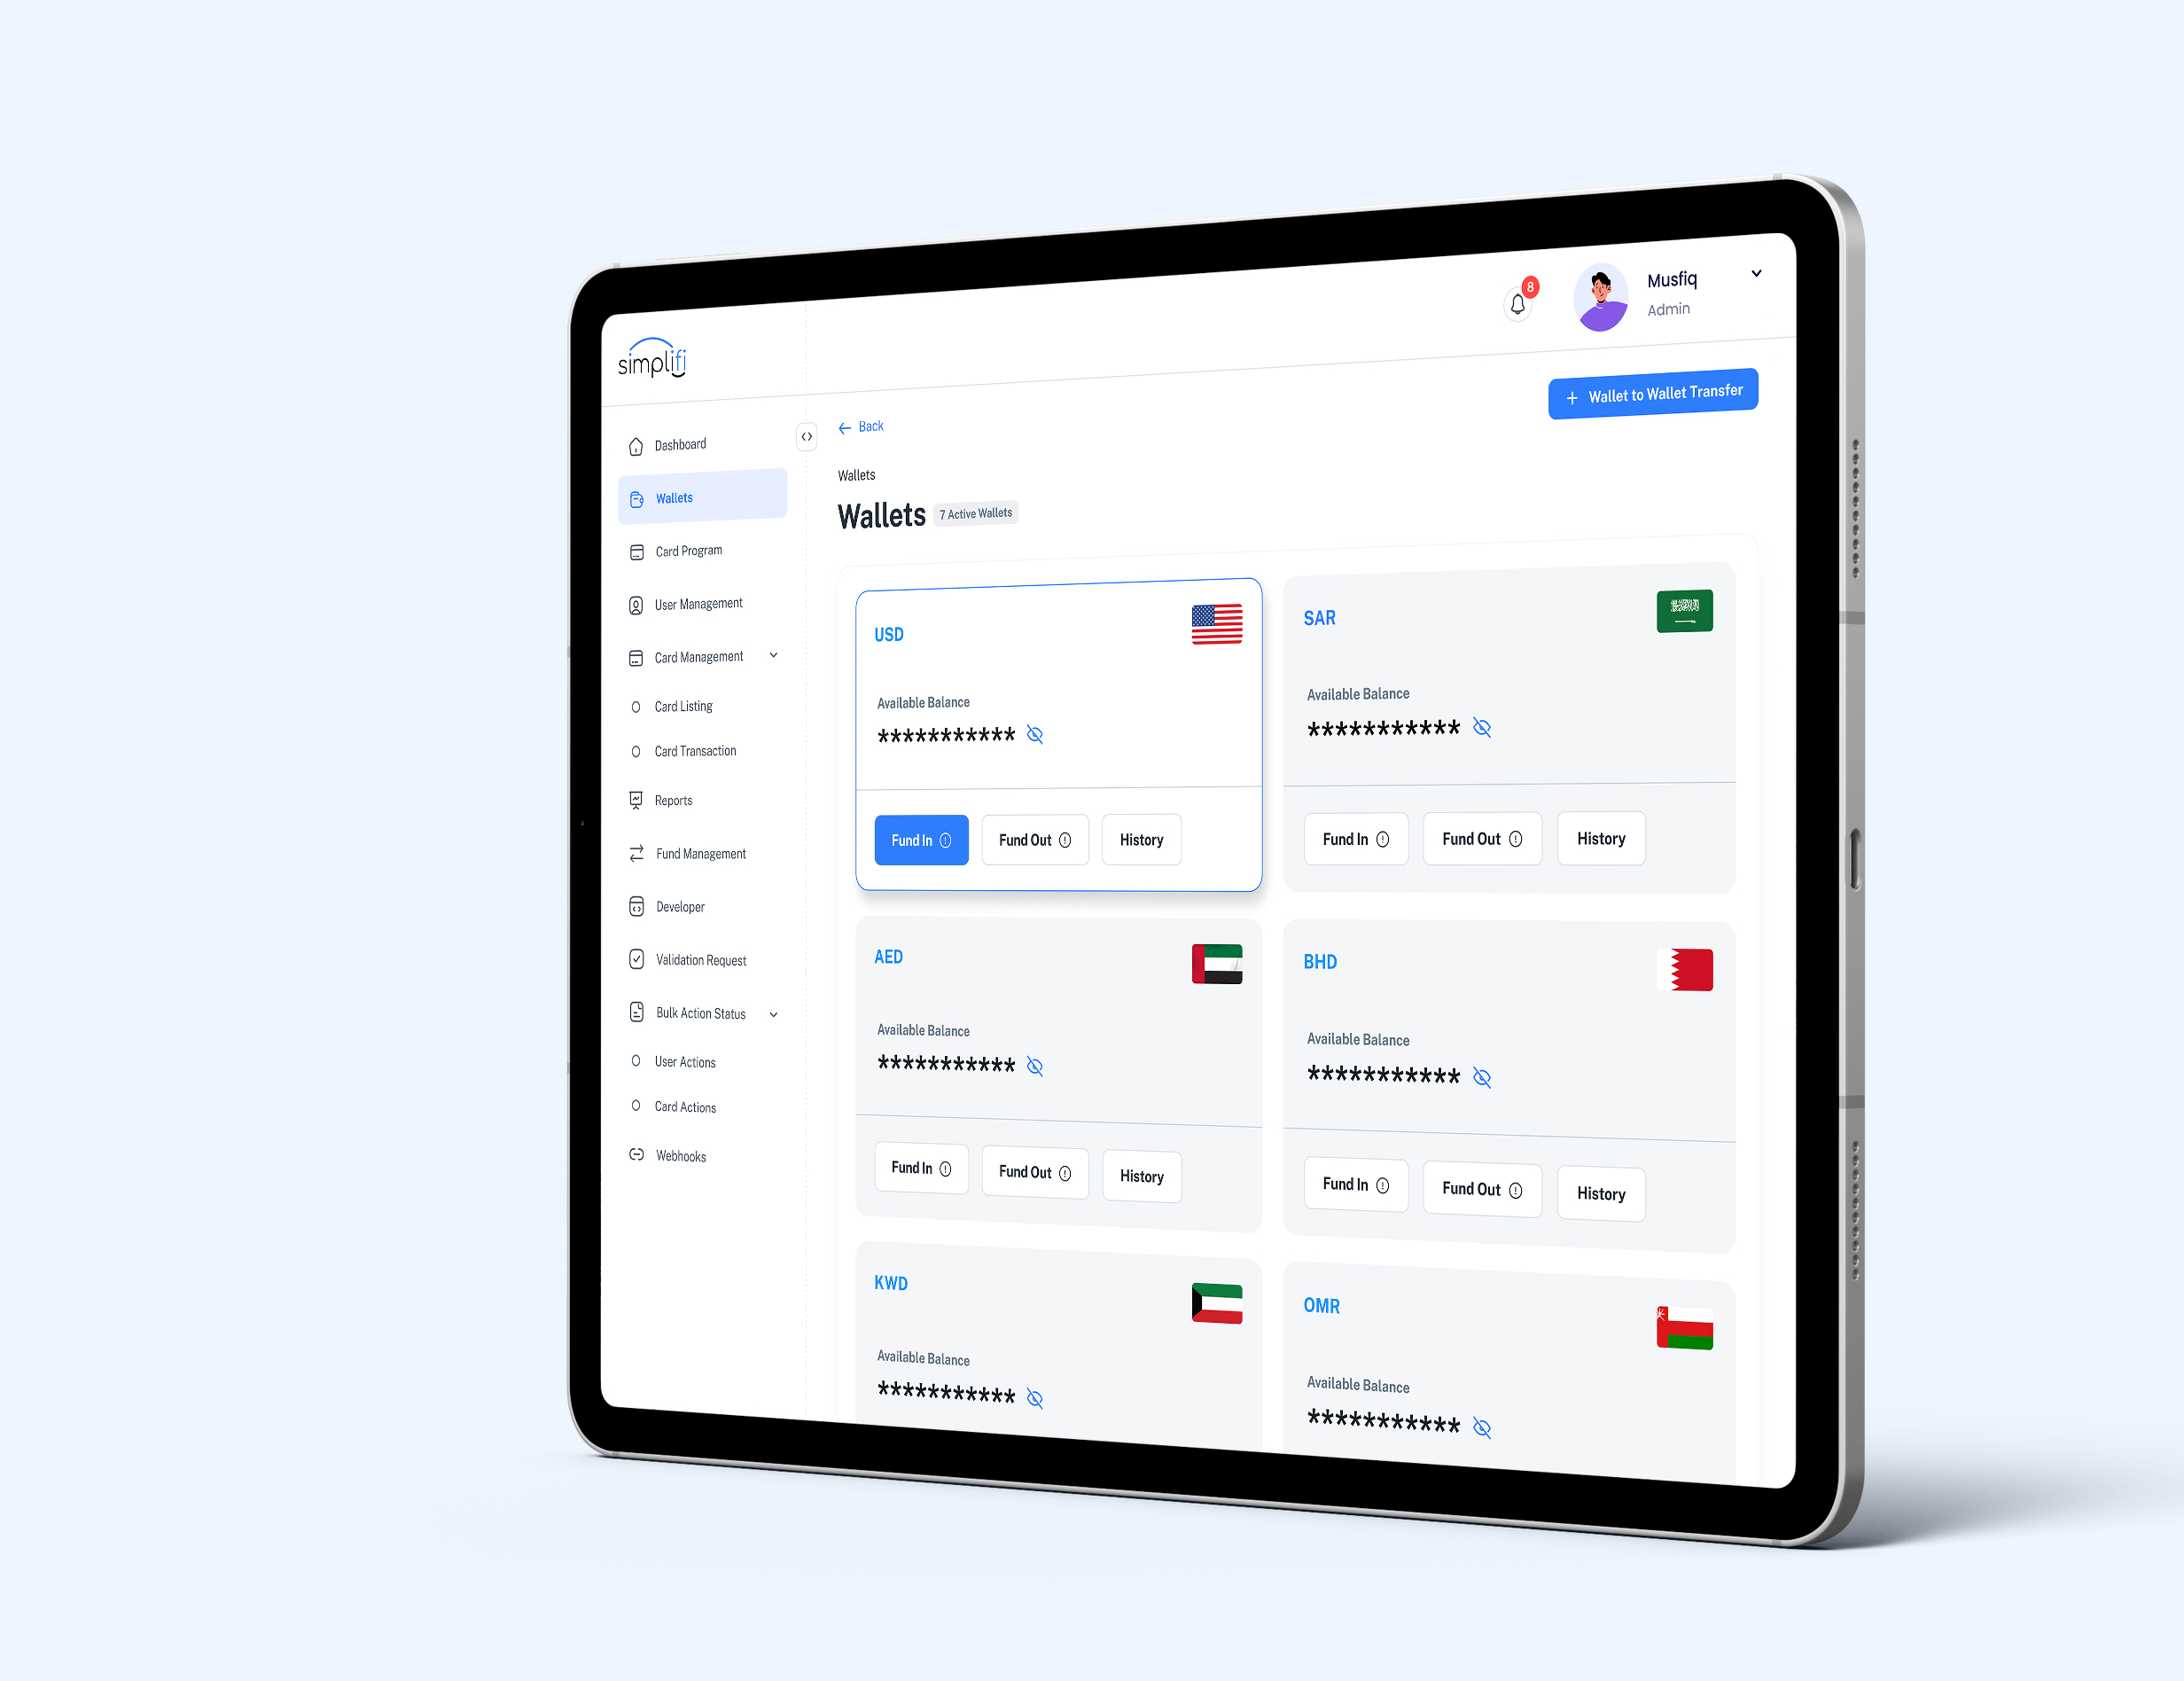 simplifi
8
Musfiq
Admin
+ Wallet to Wallet Transfer
Dashboard
Wallets
Card Program
User Management
Card Management
Card Listing
Card Transaction
Reports
Fund Management
Developer
Validation Request
Bulk Action Status
User Actions
Card Actions
Webhooks
Back
Wallets
Wallets 7 Active Wallets
USD
Available Balance
***********
Fund In Fund Out History
SAR
Available Balance
***********
Fund In Fund Out History
AED
Available Balance
***********
Fund In Fund Out History
BHD
Available Balance
***********
Fund In Fund Out History
KWD
Available Balance
***********
OMR
Available Balance
***********